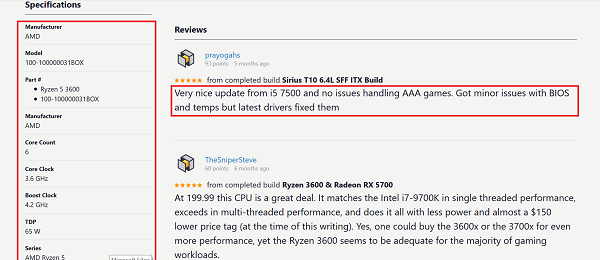 Specifications
Manufacturer
AMD
Model
100-100000031BOX
Part #
Ryzen 5 3600
100-100000031BOX
Manufacturer
AMD
Core Count
6
Core Clock
3.6 GHz
Boost Clock
4.2 GHz
TDP
65 W
Series
AMD Ryzen 5
Reviews
prayogahs
93 points 5 months ago
from completed build Sirius T10 6.4L SFF ITX Build
Very nice update from i5 7500 and no issues handling AAA games. Got minor issues with BIOS
and temps but latest drivers fixed them
TheSniperSteve
60 points 6 months ago
from completed build Ryzen 3600 & Radeon RX 5700
At 199.99 this CPU is a great deal. It matches the Intel i7-9700K in single threaded performance,
exceeds in multi-threaded performance, and does it all with less power and almost a $150
lower price tag (at the time of this writing). Yes, one could buy the 3600x or the 3700x for even
more performance, yet the Ryzen 3600 seems to be adequate for the majority of gaming
workloads.